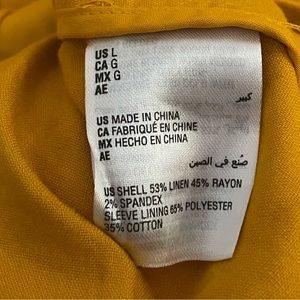 US L
CA G
MX G
AE
كبير
US MADE IN CHINA
CA FABRIQUÉ EN CHINE
MX HECHO EN CHINA
AE
صنع في الصين
US SHELL 53% LINEN 45% RAYON
2% SPANDEX
SLEEVE LINING 65% POLYESTER
35% COTTON